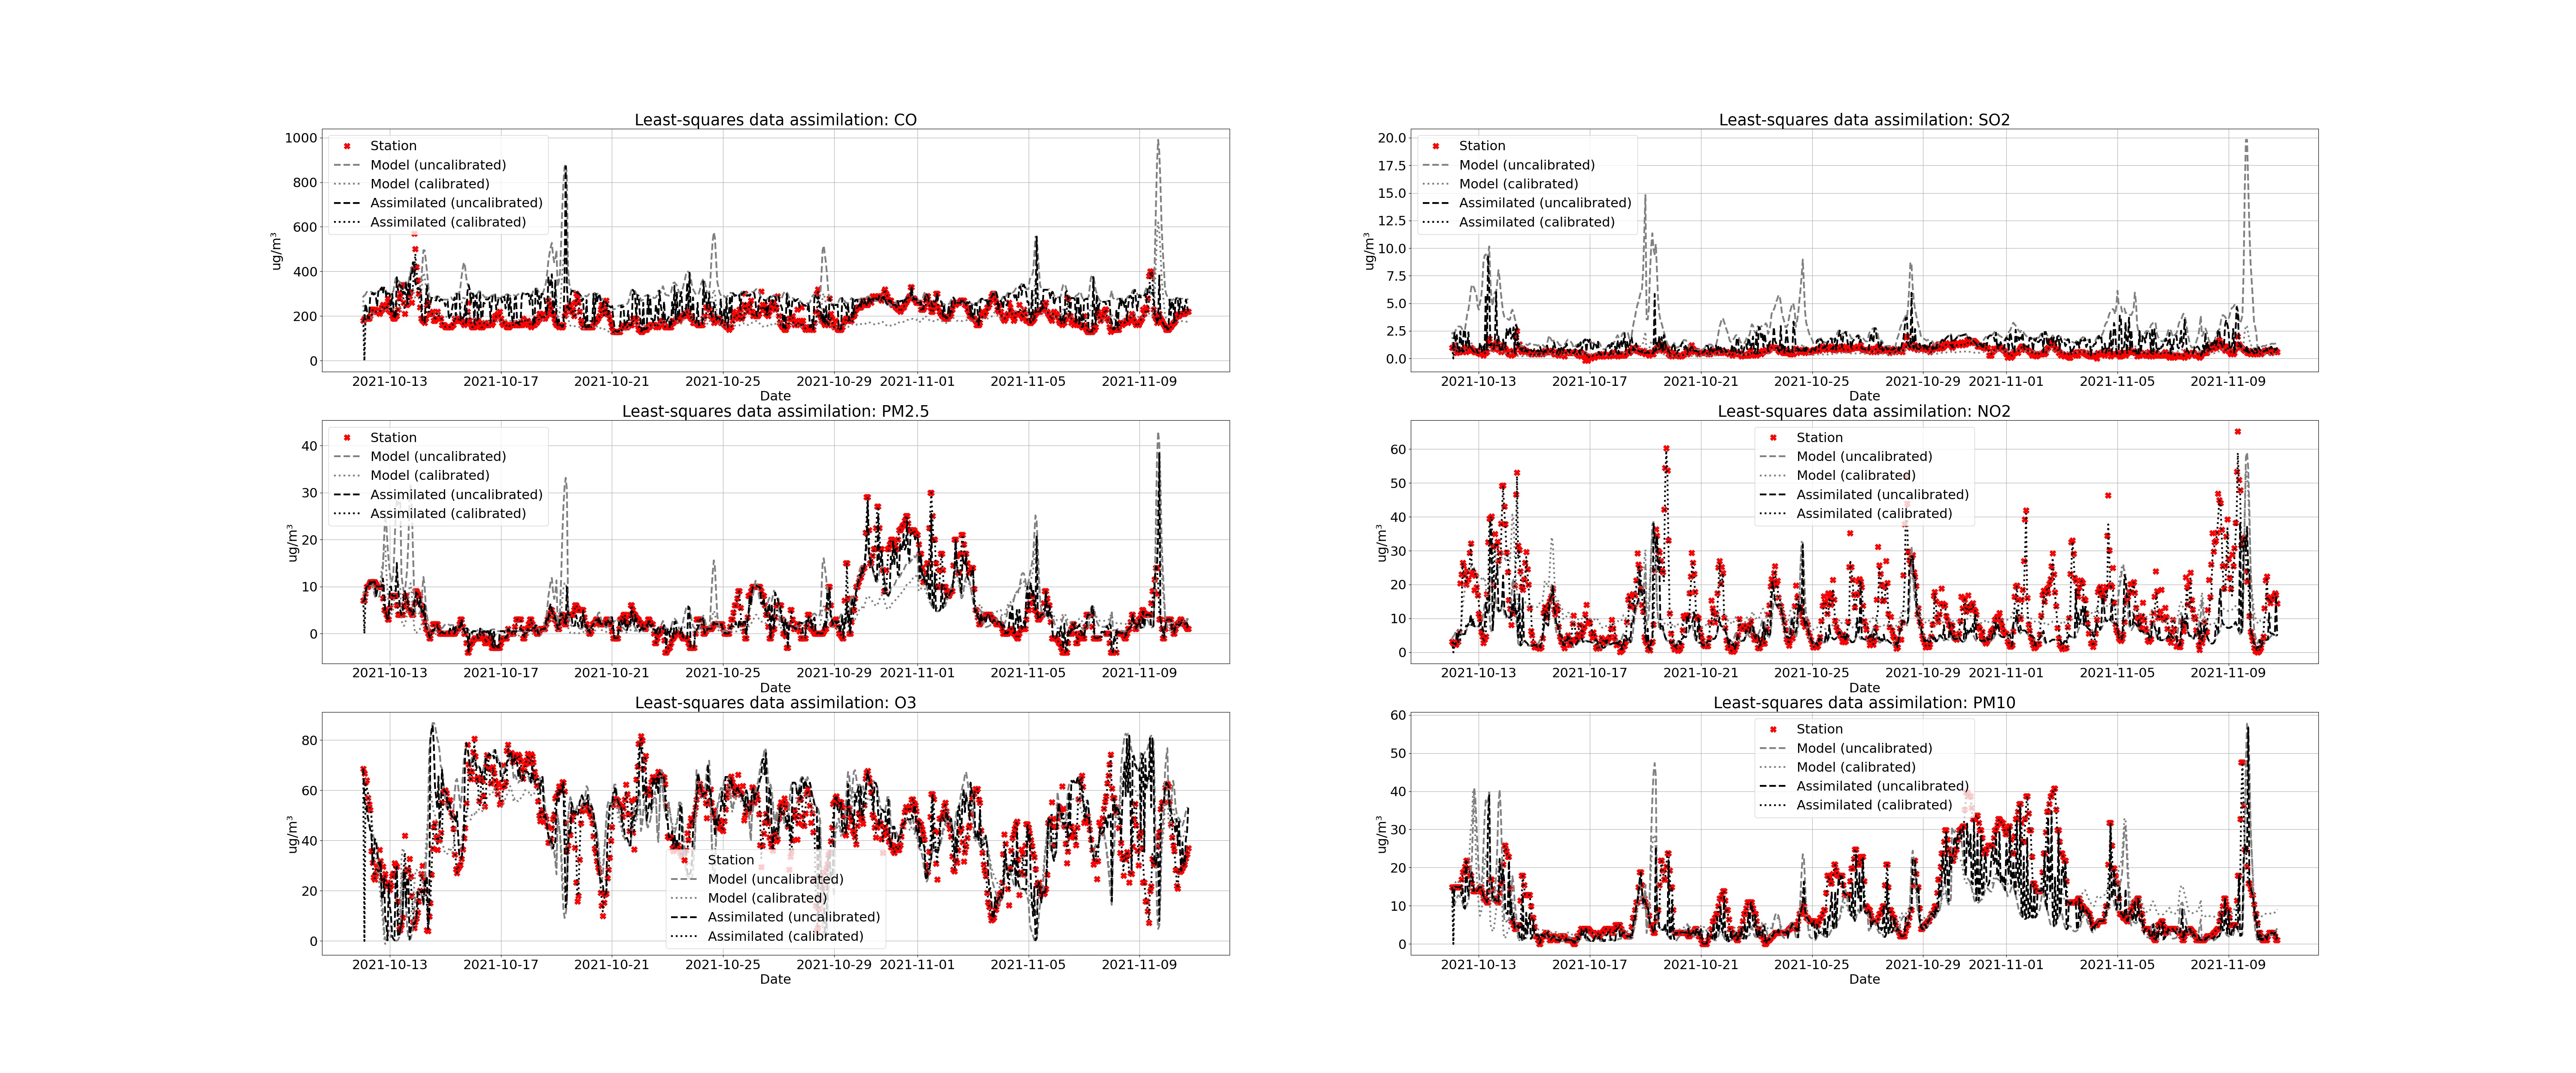 Least-squares data assimilation: CO
1000
800
600
400
200
0
ug/m³
Station
Model (uncalibrated)
Model (calibrated)
Assimilated (uncalibrated)
Assimilated (calibrated)
2021-10-13 2021-10-17 2021-10-21 2021-10-25 2021-10-29 2021-11-01 2021-11-05 2021-11-09
Date
Least-squares data assimilation: SO2
20.0
17.5
15.0
12.5
10.0
7.5
5.0
2.5
0.0
ug/m³
Station
Model (uncalibrated)
Model (calibrated)
Assimilated (uncalibrated)
Assimilated (calibrated)
2021-10-13 2021-10-17 2021-10-21 2021-10-25 2021-10-29 2021-11-01 2021-11-05 2021-11-09
Date
Least-squares data assimilation: PM2.5
40
30
20
10
0
ug/m³
Station
Model (uncalibrated)
Model (calibrated)
Assimilated (uncalibrated)
Assimilated (calibrated)
2021-10-13 2021-10-17 2021-10-21 2021-10-25 2021-10-29 2021-11-01 2021-11-05 2021-11-09
Date
Least-squares data assimilation: NO2
60
50
40
30
20
10
0
ug/m³
Station
Model (uncalibrated)
Model (calibrated)
Assimilated (uncalibrated)
Assimilated (calibrated)
2021-10-13 2021-10-17 2021-10-21 2021-10-25 2021-10-29 2021-11-01 2021-11-05 2021-11-09
Date
Least-squares data assimilation: O3
80
60
40
20
0
ug/m³
Station
Model (uncalibrated)
Model (calibrated)
Assimilated (uncalibrated)
Assimilated (calibrated)
2021-10-13 2021-10-17 2021-10-21 2021-10-25 2021-10-29 2021-11-01 2021-11-05 2021-11-09
Date
Least-squares data assimilation: PM10
60
50
40
30
20
10
0
ug/m³
Station
Model (uncalibrated)
Model (calibrated)
Assimilated (uncalibrated)
Assimilated (calibrated)
2021-10-13 2021-10-17 2021-10-21 2021-10-25 2021-10-29 2021-11-01 2021-11-05 2021-11-09
Date